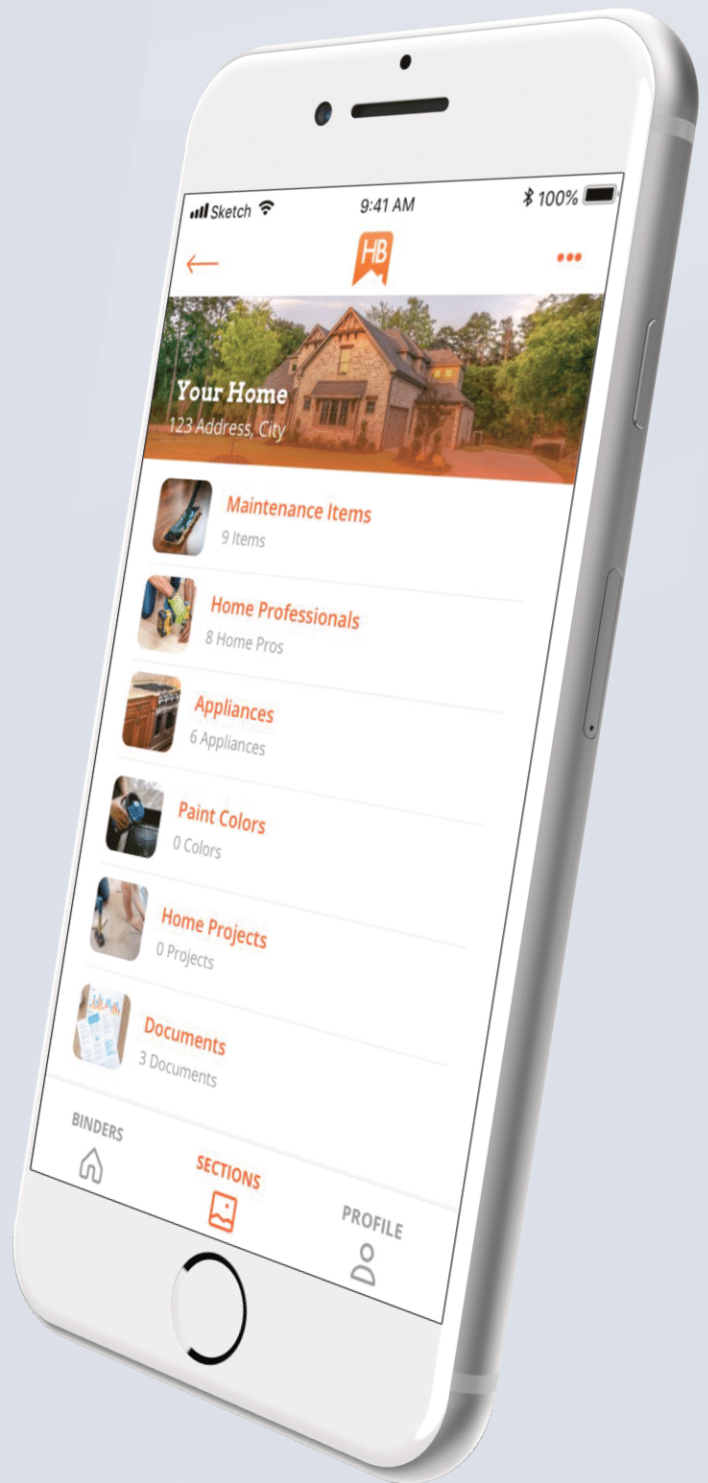 Sketch 9:41 AM 100%
HB
Your Home
123 Address, City
Maintenance Items
9 Items
Home Professionals
8 Home Pros
Appliances
6 Appliances
Paint Colors
0 Colors
Home Projects
0 Projects
Documents
3 Documents
BINDERS SECTIONS PROFILE